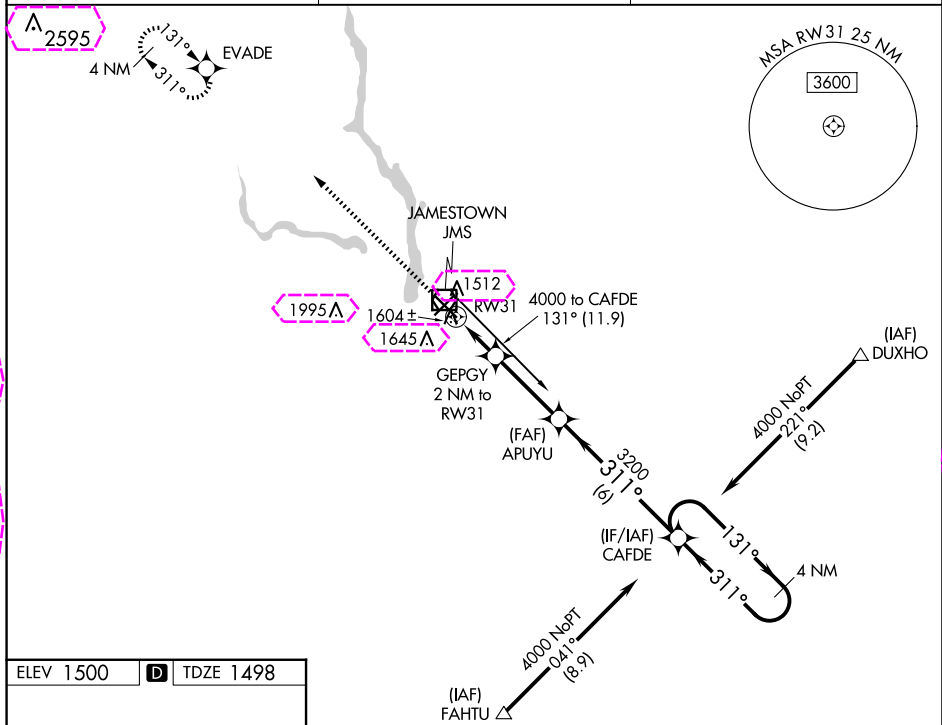 2595
131°
EVADE
4 NM
311°
MSA RW31 25 NM
3600
JAMESTOWN
JMS
1512
RW31
1995
1604 ±
1645
4000 to CAFDE
131° (11.9)
(IAF)
DUXHO
GEPGY
2 NM to
RW31
4000 NoPT
221°
(9.2)
(FAF)
APUYU
3200
311°
(6)
(IF/IAF)
CAFDE
131°
4 NM
311°
4000 NoPT
041°
(8.9)
ELEV 1500 D TDZE 1498
(IAF)
FAHTU